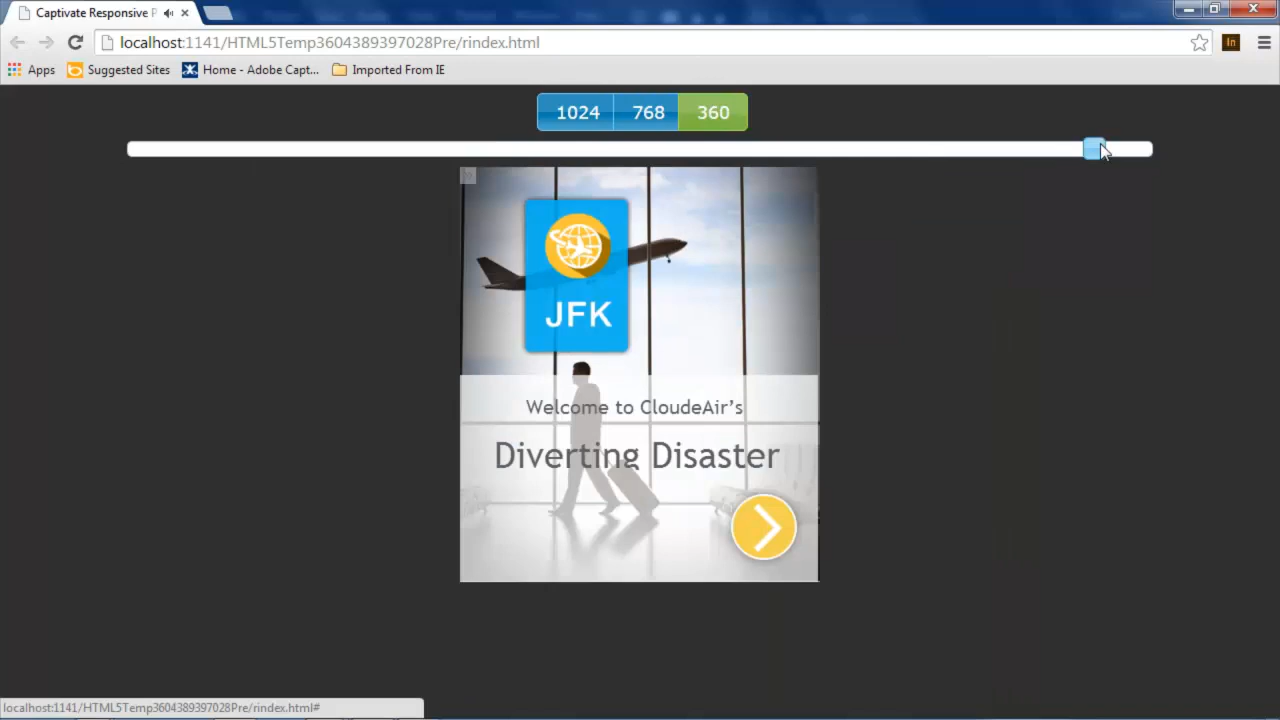 Captivate Responsive P
localhost:1141/HTML5Temp3604389397028Pre/rindex.html
In
Apps
Suggested Sites
Home - Adobe Capt...
Imported From IE
1024
768
360
JFK
Welcome to CloudeAir’s
Diverting Disaster
localhost:1141/HTML5Temp3604389397028Pre/rindex.html#